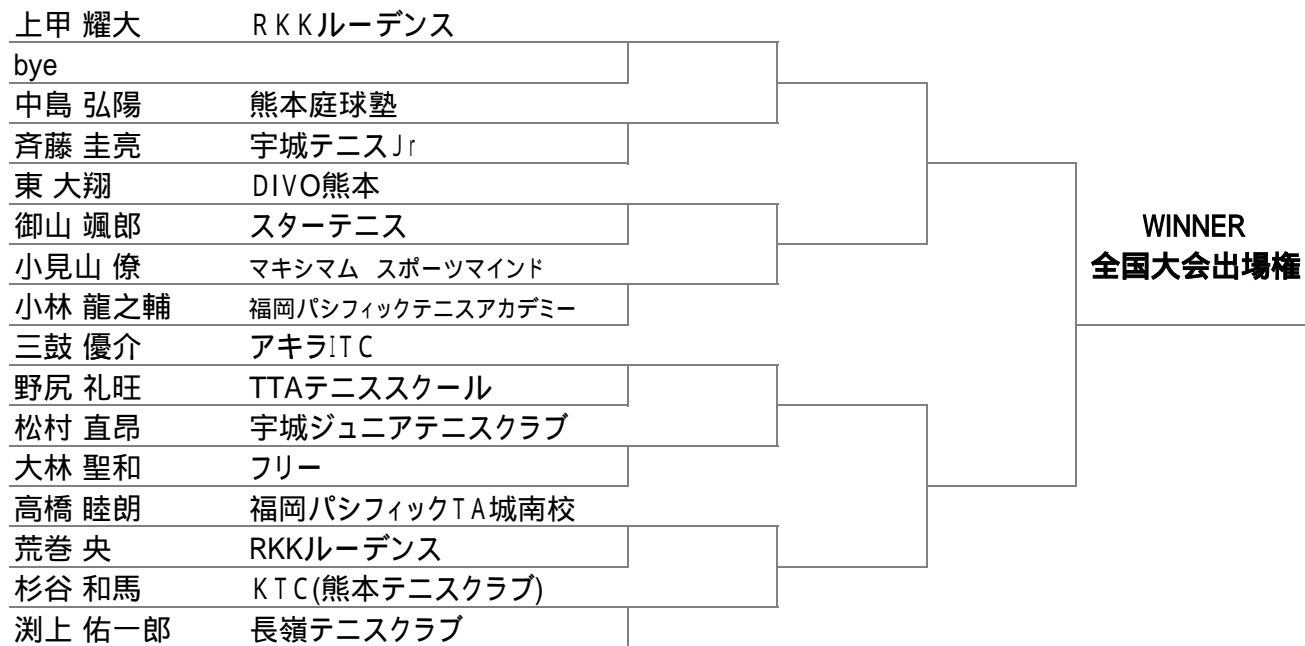 上甲 耀大 RKKルーデンス
bye
中島 弘陽 熊本庭球塾
斉藤 圭亮 宇城テニスJr
東 大翔 DIVO熊本
御山 颯郎 スターテニス
小見山 僚 マキシマム スポーツマインド
小林 龍之輔 福岡パシフィックテニスアカデミー
三鼓 優介 アキラITC
野尻 礼旺 TTAテニススクール
松村 直昂 宇城ジュニアテニスクラブ
大林 聖和 フリー
高橋 睦朗 福岡パシフィックTA城南校
荒巻 央 RKKルーデンス
杉谷 和馬 KTC(熊本テニスクラブ)
渕上 佑一郎 長嶺テニスクラブ
WINNER
全国大会出場権